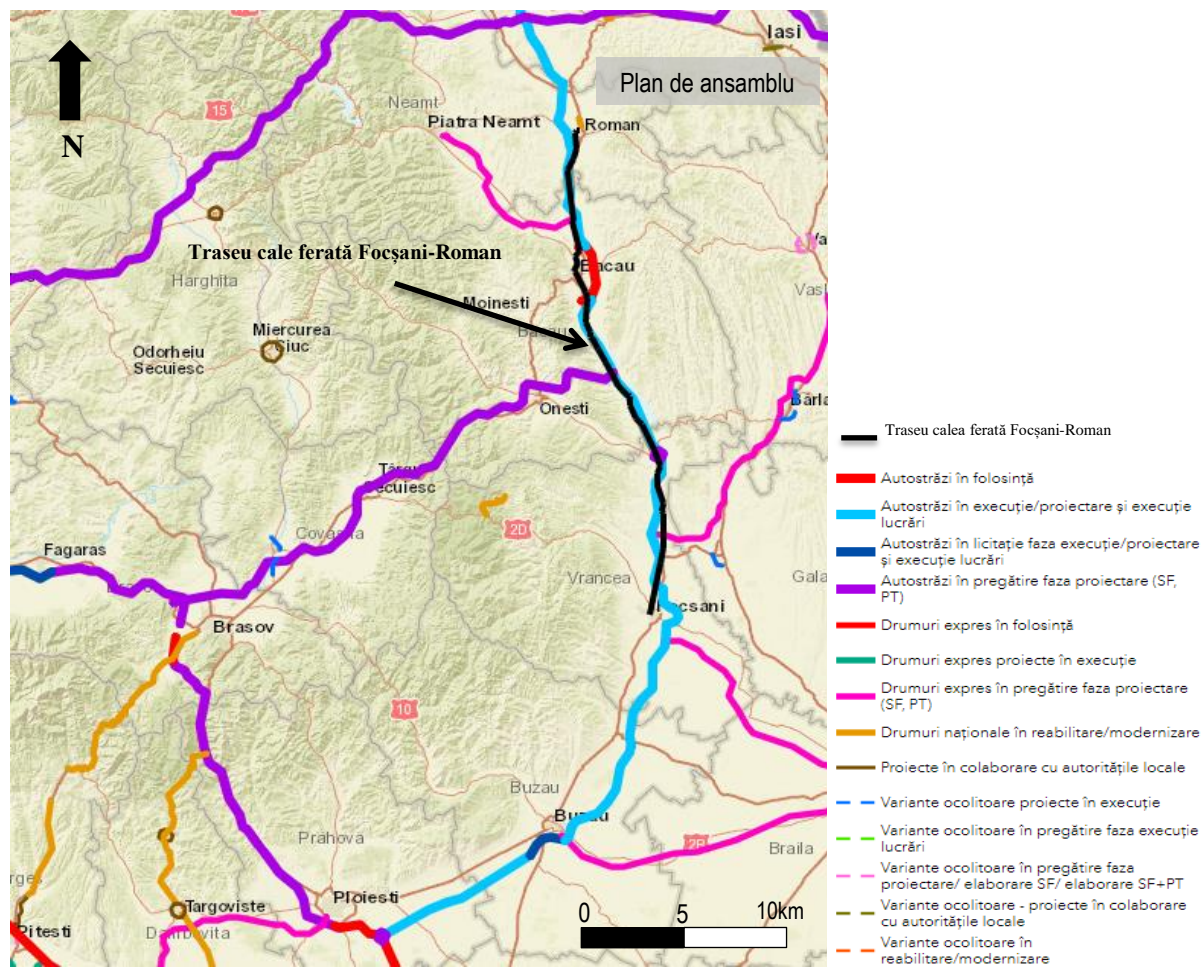 Iasi
Plan de ansamblu
N
15
Neamt
Piatra Neamt
Roman
Traseu cale ferată Focșani-Roman
Harghita
Moinesti
Miercurea
Ciuc
Odorheiu
Secuiesc
Onesti
Secuiesc
2D
Covasna
Fagaras
Vrancea
Brasov
10
Buzau
Buzau
Prahova
Braila
Ploiesti
Targoviste
Dambovita
Pitesti
0 5 10km
Traseu calea ferată Focșani-Roman
Autostrăzi în folosință
Autostrăzi în execuție/proiectare și execuție
lucrări
Autostrăzi în licitație faza execuție/proiectare
și execuție lucrări
Autostrăzi în pregătire faza proiectare (SF,
PT)
Drumuri expres în folosință
Drumuri expres proiecte în execuție
Drumuri expres în pregătire faza proiectare
(SF, PT)
Drumuri naționale în reabilitare/modernizare
Proiecte în colaborare cu autoritățile locale
Variante ocolitoare proiecte în execuție
Variante ocolitoare în pregătire faza execuție
lucrări
Variante ocolitoare în pregătire faza
proiectare/ elaborare SF/ elaborare SF+PT
Variante ocolitoare - proiecte în colaborare
cu autoritățile locale
Variante ocolitoare în
reabilitare/modernizare